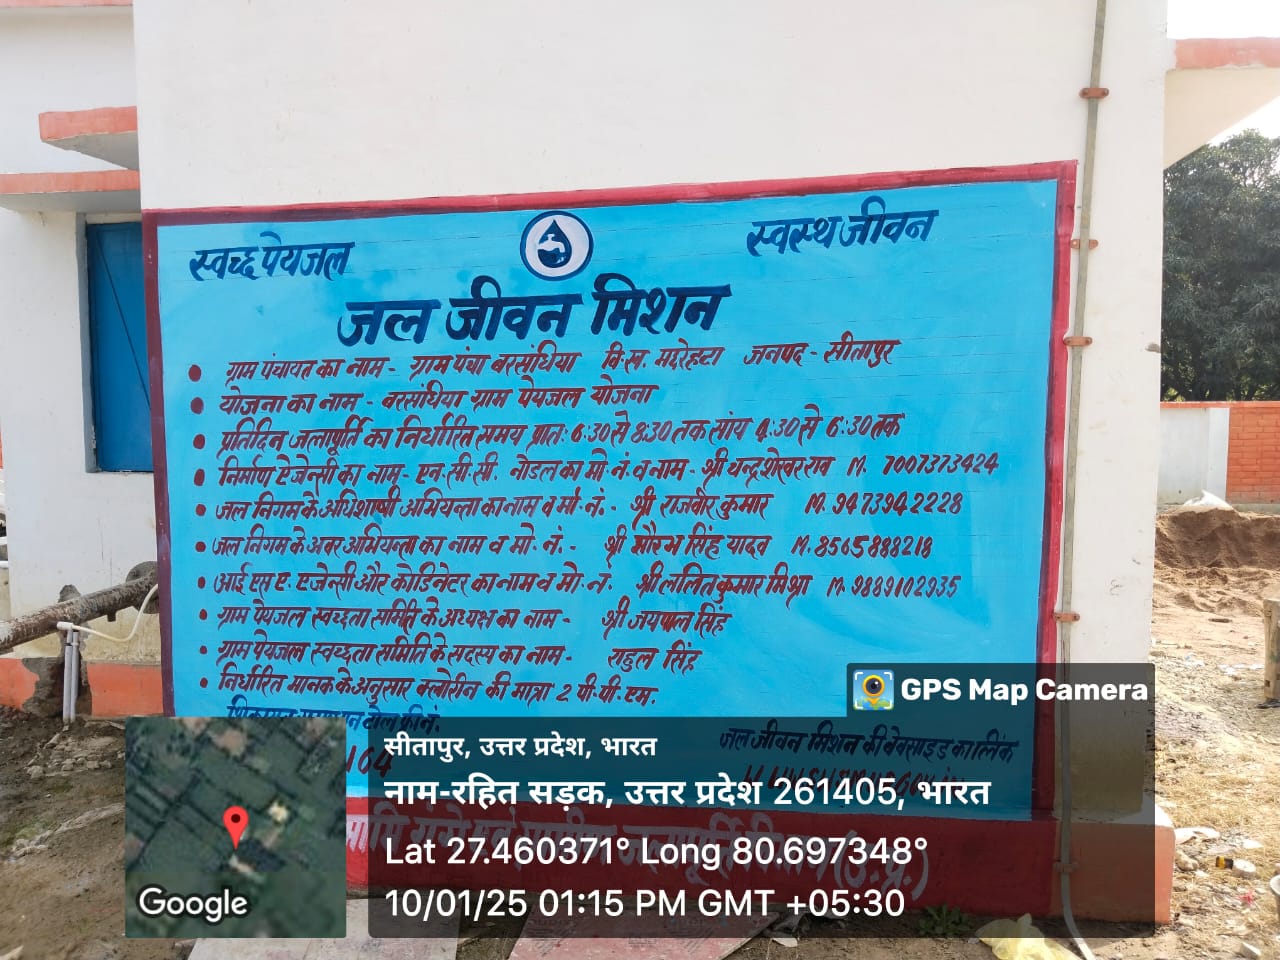 स्वच्छ पेयजल
स्वस्थ जीवन
जल जीवन मिशन
ग्राम पंचायत का नाम - ग्राम पंचा बरसंधिया वि.ख. मछरेहटा जनपद - सीतापुर
योजना का नाम - बरसंधिया ग्राम पेयजल योजना
प्रतिदिन जलापूर्ति का निर्धारित समय प्रातः 6:30 से 8:30 तक सांय 4:30 से 6:30 तक
निर्माण ऐजेन्सी का नाम - एन.सी.सी. नोडल का मो.नं. व नाम - श्री चन्द्रशेखर राव M. 7007373424
जल निगम के अधिशाषी अभियन्ता का नाम व मो.नं. - श्री राजवीर कुमार M. 9473942228
जल निगम के अवर अभियन्ता का नाम व मो.नं. - श्री सौरभ सिंह यादव M. 8565888218
आई एस ए. ऐजेन्सी और कोडिनेटर का नाम व मो.नं. श्री ललित कुमार मिश्रा M. 9889102935
ग्राम पेयजल स्वच्छता समिति के अध्यक्ष का नाम - श्री जयपाल सिंह
ग्राम पेयजल स्वच्छता समिति के सदस्य का नाम - राहुल सिंह
निर्धारित मानक के अनुसार क्लोरीन की मात्रा 2 पी.पी.एम.
टोल फ्री नं.
164
जल जीवन मिशन की वेबसाइड का लिंक
GPS Map Camera
सीतापुर, उत्तर प्रदेश, भारत
नाम-रहित सड़क, उत्तर प्रदेश 261405, भारत
Lat 27.460371° Long 80.697348°
10/01/25 01:15 PM GMT +05:30
Google